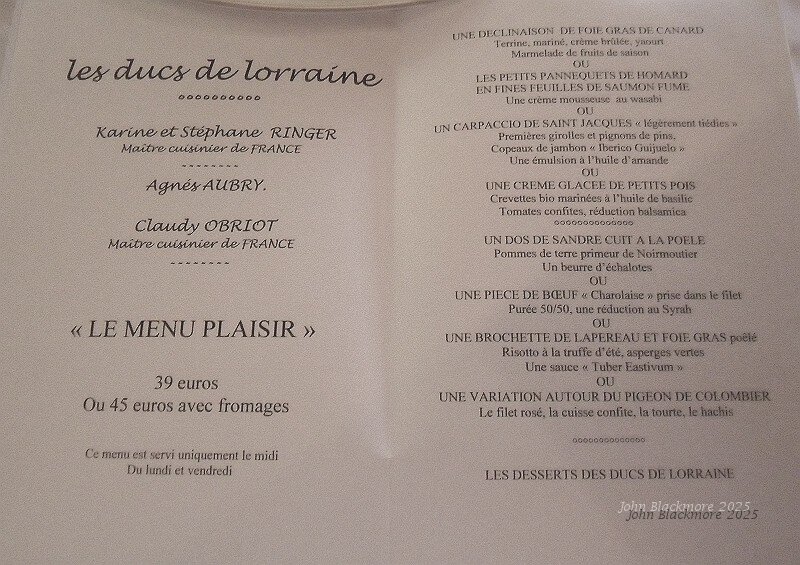 les ducs de lorraine
°°°°°°°°°°
Karine et Stéphane RINGER
Maitre cuisinier de FRANCE
~~~~~~~~
Agnés AUBRY.
Claudy OBRIOT
Maitre cuisinier de FRANCE
~~~~~~~~
« LE MENU PLAISIR »
39 euros
Ou 45 euros avec fromages
Ce menu est servi uniquement le midi
Du lundi et vendredi
UNE DECLINAISON DE FOIE GRAS DE CANARD
Terrine, mariné, crème brûlée, yaourt
Marmelade de fruits de saison
OU
LES PETITS PANNEQUETS DE HOMARD
EN FINES FEUILLES DE SAUMON FUME
Une crème mousseuse au wasabi
OU
UN CARPACCIO DE SAINT JACQUES « légèrement tiédies »
Premières girolles et pignons de pins,
Copeaux de jambon « Iberico Guijuelo »
Une émulsion à l'huile d'amande
OU
UNE CREME GLACEE DE PETITS POIS
Crevettes bio marinées à l'huile de basilic
Tomates confites, réduction balsamica
°°°°°°°°°°°°°°
UN DOS DE SANDRE CUIT A LA POELE
Pommes de terre primeur de Noirmoutier
Un beurre d'échalotes
OU
UNE PIECE DE BŒUF « Charolaise » prise dans le filet
Purée 50/50, une réduction au Syrah
OU
UNE BROCHETTE DE LAPEREAU ET FOIE GRAS poêlé
Risotto à la truffe d'été, asperges vertes
Une sauce « Tuber Eastivum »
OU
UNE VARIATION AUTOUR DU PIGEON DE COLOMBIER
Le filet rosé, la cuisse confite, la tourte, le hachis
°°°°°°°°°°°°°°
LES DESSERTS DES DUCS DE LORRAINE
John Blackmore 2025
John Blackmore 2025